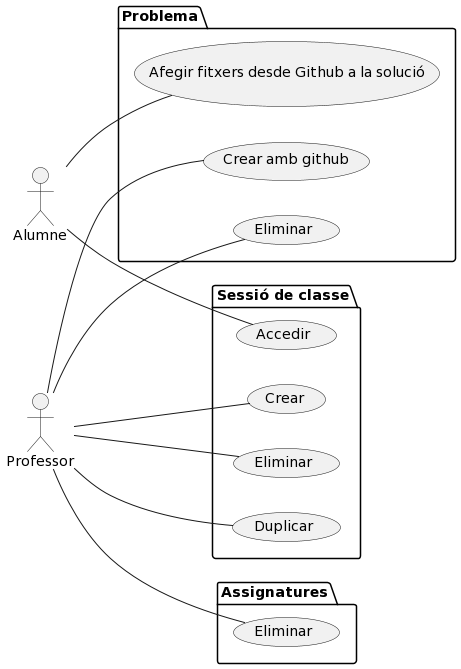 Problema
Afegir fitxers desde Github a la solució
Crear amb github
Alumne
Eliminar
Sessió de classe
Accedir
Crear
Professor
Eliminar
Duplicar
Assignatures
Eliminar